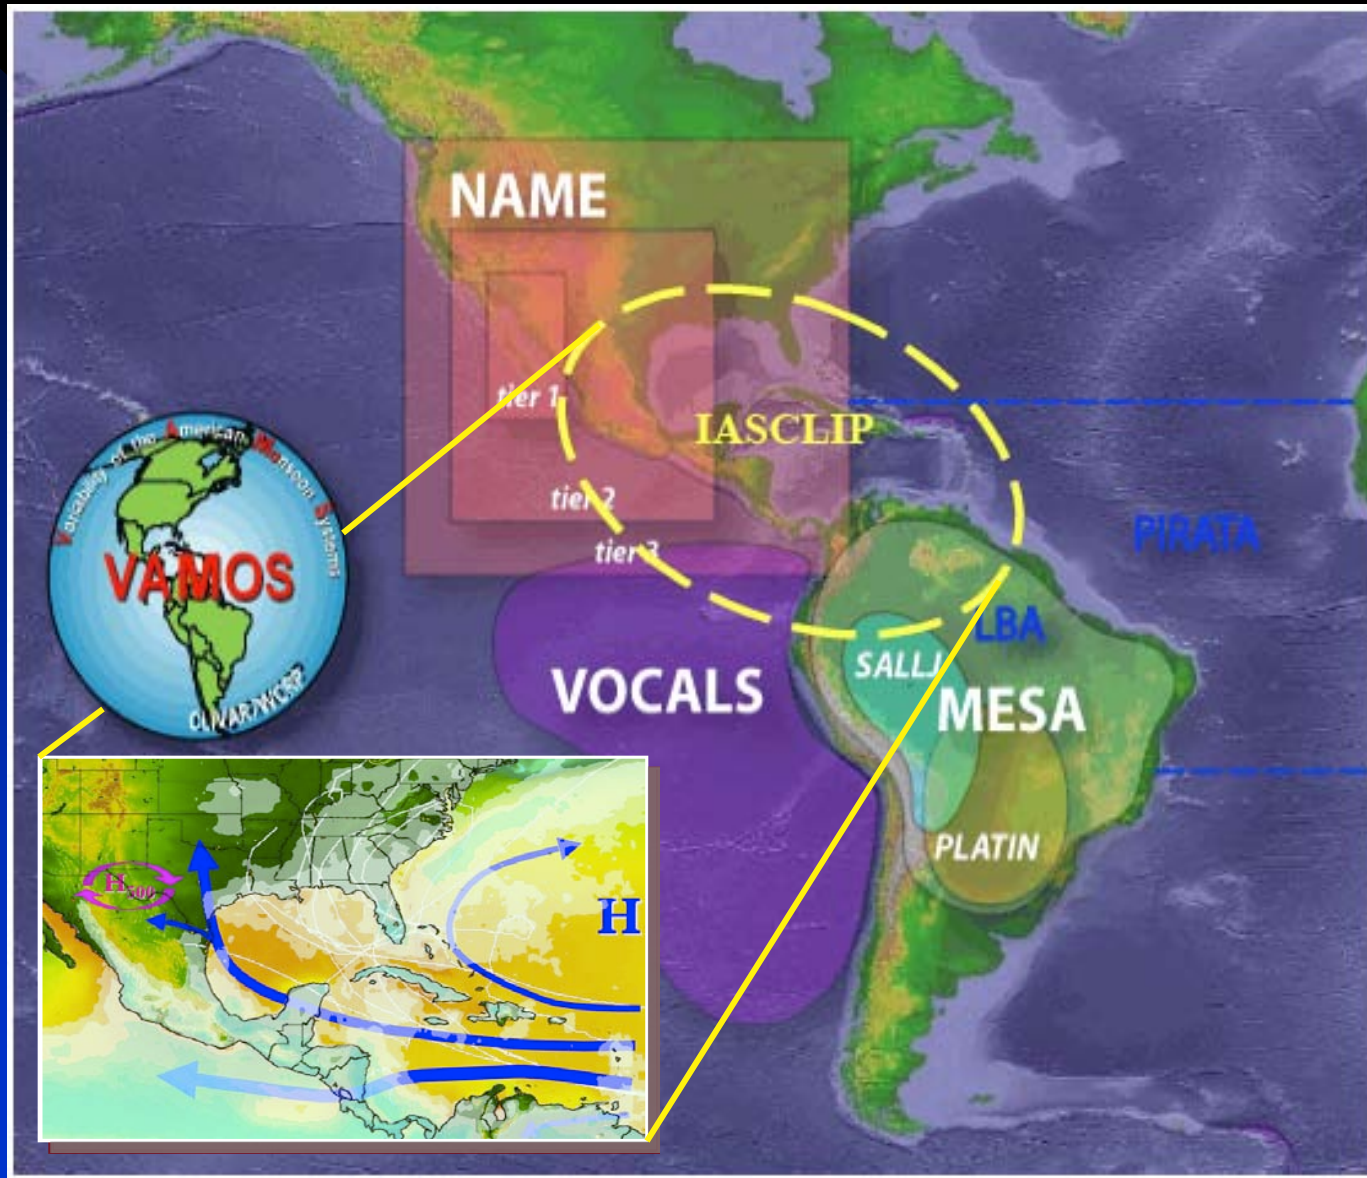 NAME
tier 1
IASCLIP
tier 2
tier 3
PIRATA
Variability of the American Monsoon Systems
VAMOS
CLIVAR/WCRP
LBA
SALLJ
VOCALS
MESA
PLATIN
H500
H